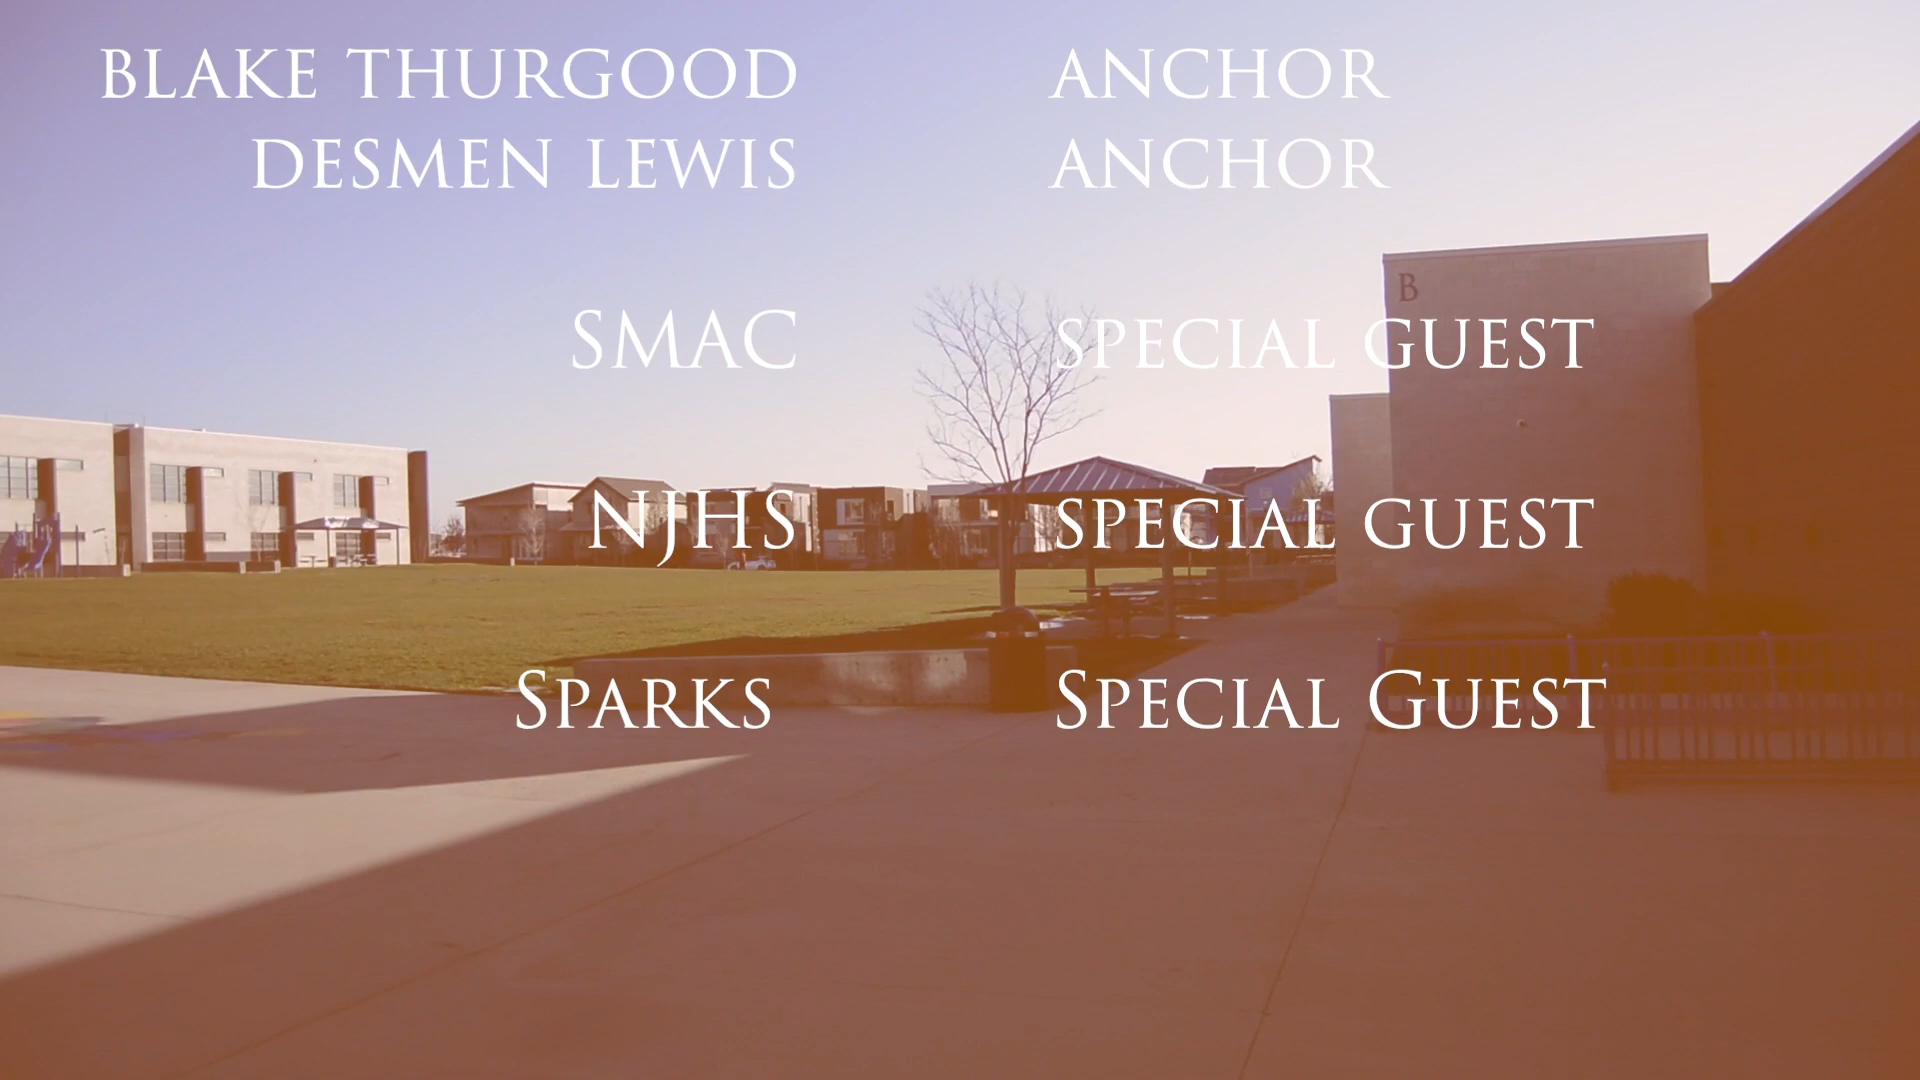 BLAKE THURGOOD ANCHOR
DESMEN LEWIS ANCHOR
SMAC SPECIAL GUEST
NJHS SPECIAL GUEST
SPARKS SPECIAL GUEST
B